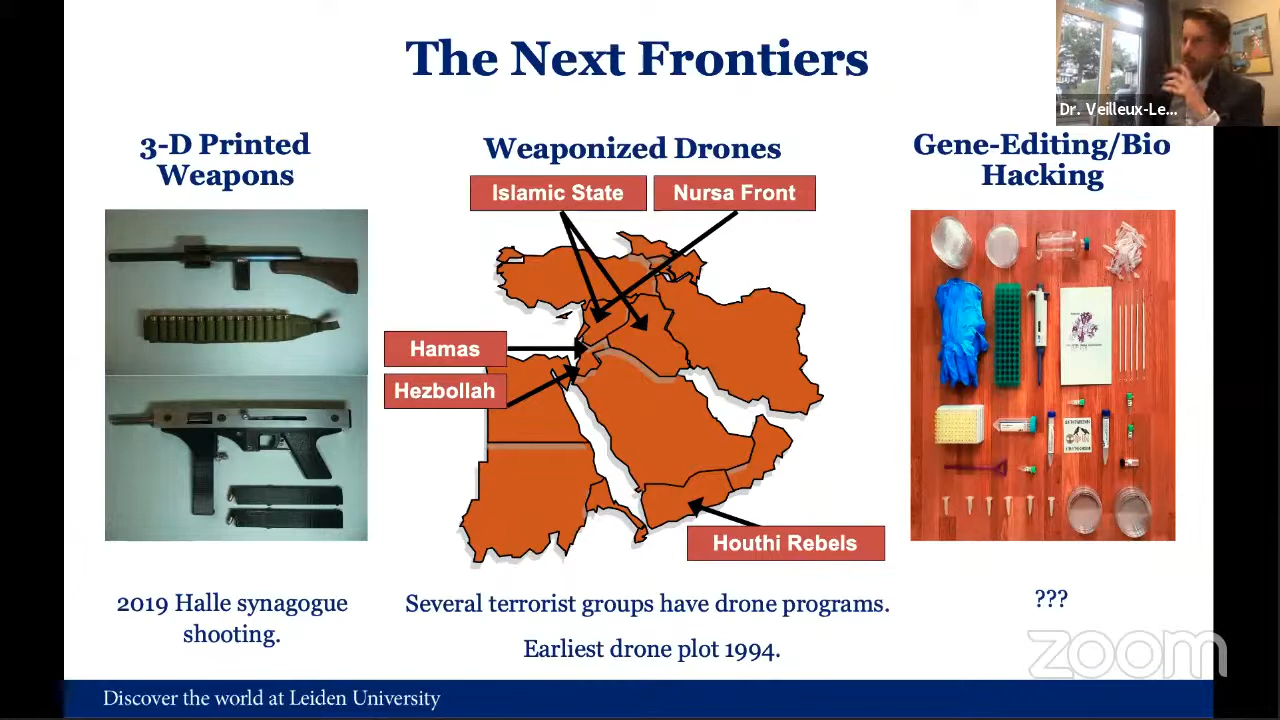 The Next Frontiers
Dr. Veilleux-Le...
3-D Printed
Weapons
Weaponized Drones
Gene-Editing/Bio
Hacking
Islamic State
Nursa Front
Hamas
Hezbollah
Houthi Rebels
2019 Halle synagogue
shooting.
Several terrorist groups have drone programs.
Earliest drone plot 1994.
???
zoom
Discover the world at Leiden University